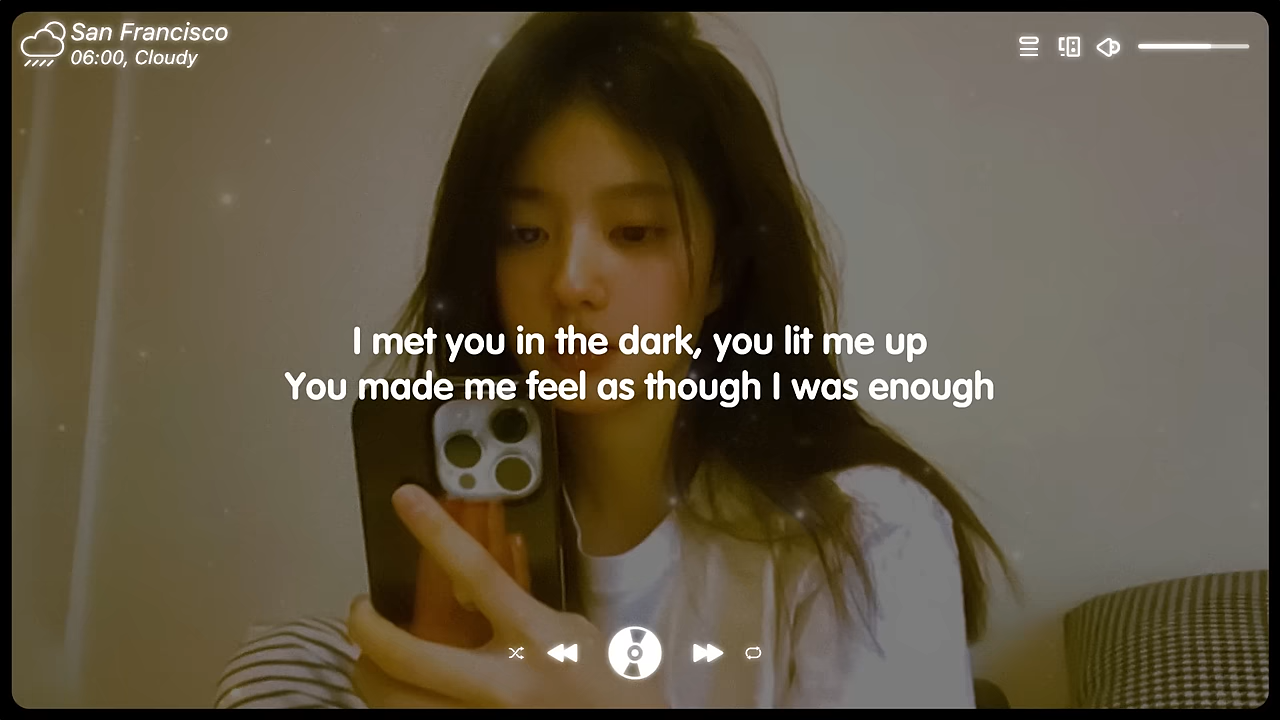 San Francisco
06:00, Cloudy
I met you in the dark, you lit me up
You made me feel as though I was enough